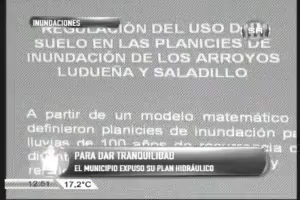 INUNDACIONES
REGULACIÓN DEL USO DEL
SUELO EN LAS PLANICIES DE
INUNDACIÓN DE LOS ARROYOS
LUDUEÑA Y SALADILLO
A partir de un modelo matemático
definieron planicies de inundación pa
lluvias de 100 años de recurrencia
PARA DAR TRANQUILIDAD
EL MUNICIPIO EXPUSO SU PLAN HIDRÁULICO
y
12:51 17,2°C